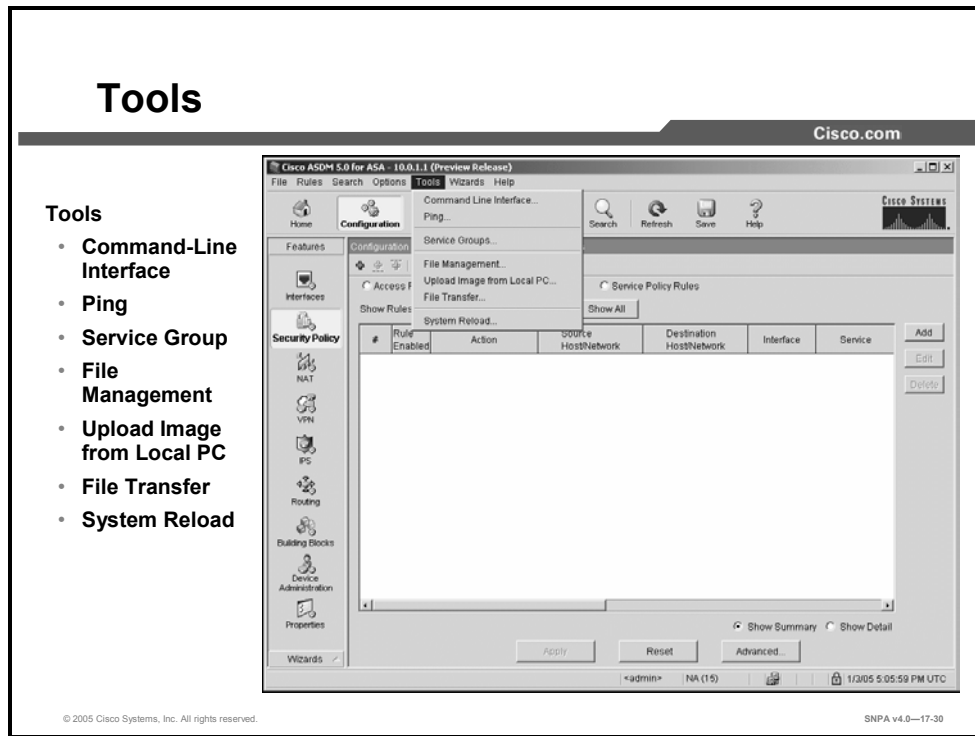 Tools
Cisco.com
Tools
• Command-Line
Interface
• Ping
• Service Group
• File
Management
• Upload Image
from Local PC
• File Transfer
• System Reload
Cisco ASDM 5.0 for ASA - 10.0.1.1 (Preview Release)
File Rules Search Options Tools Wizards Help
Command Line Interface...
Ping...
Service Groups...
File Management...
Upload Image from Local PC...
File Transfer...
System Reload...
Home
Configuration
Search
Refresh
Save
Help
CISCO SYSTEMS
Features
Configuration
Interfaces
Security Policy
NAT
VPN
IPS
Routing
Building Blocks
Device
Administration
Properties
Wizards
Service Policy Rules
Show Rules
Show All
# Rule
Enabled
Action
Source
Host/Network
Destination
Host/Network
Interface
Service
Add
Edit
Delete
Show Summary
Show Detail
Apply
Reset
Advanced...
<admin>
NA (15)
1/3/05 5:05:59 PM UTC
© 2005 Cisco Systems, Inc. All rights reserved.
SNPA v4.0—17-30